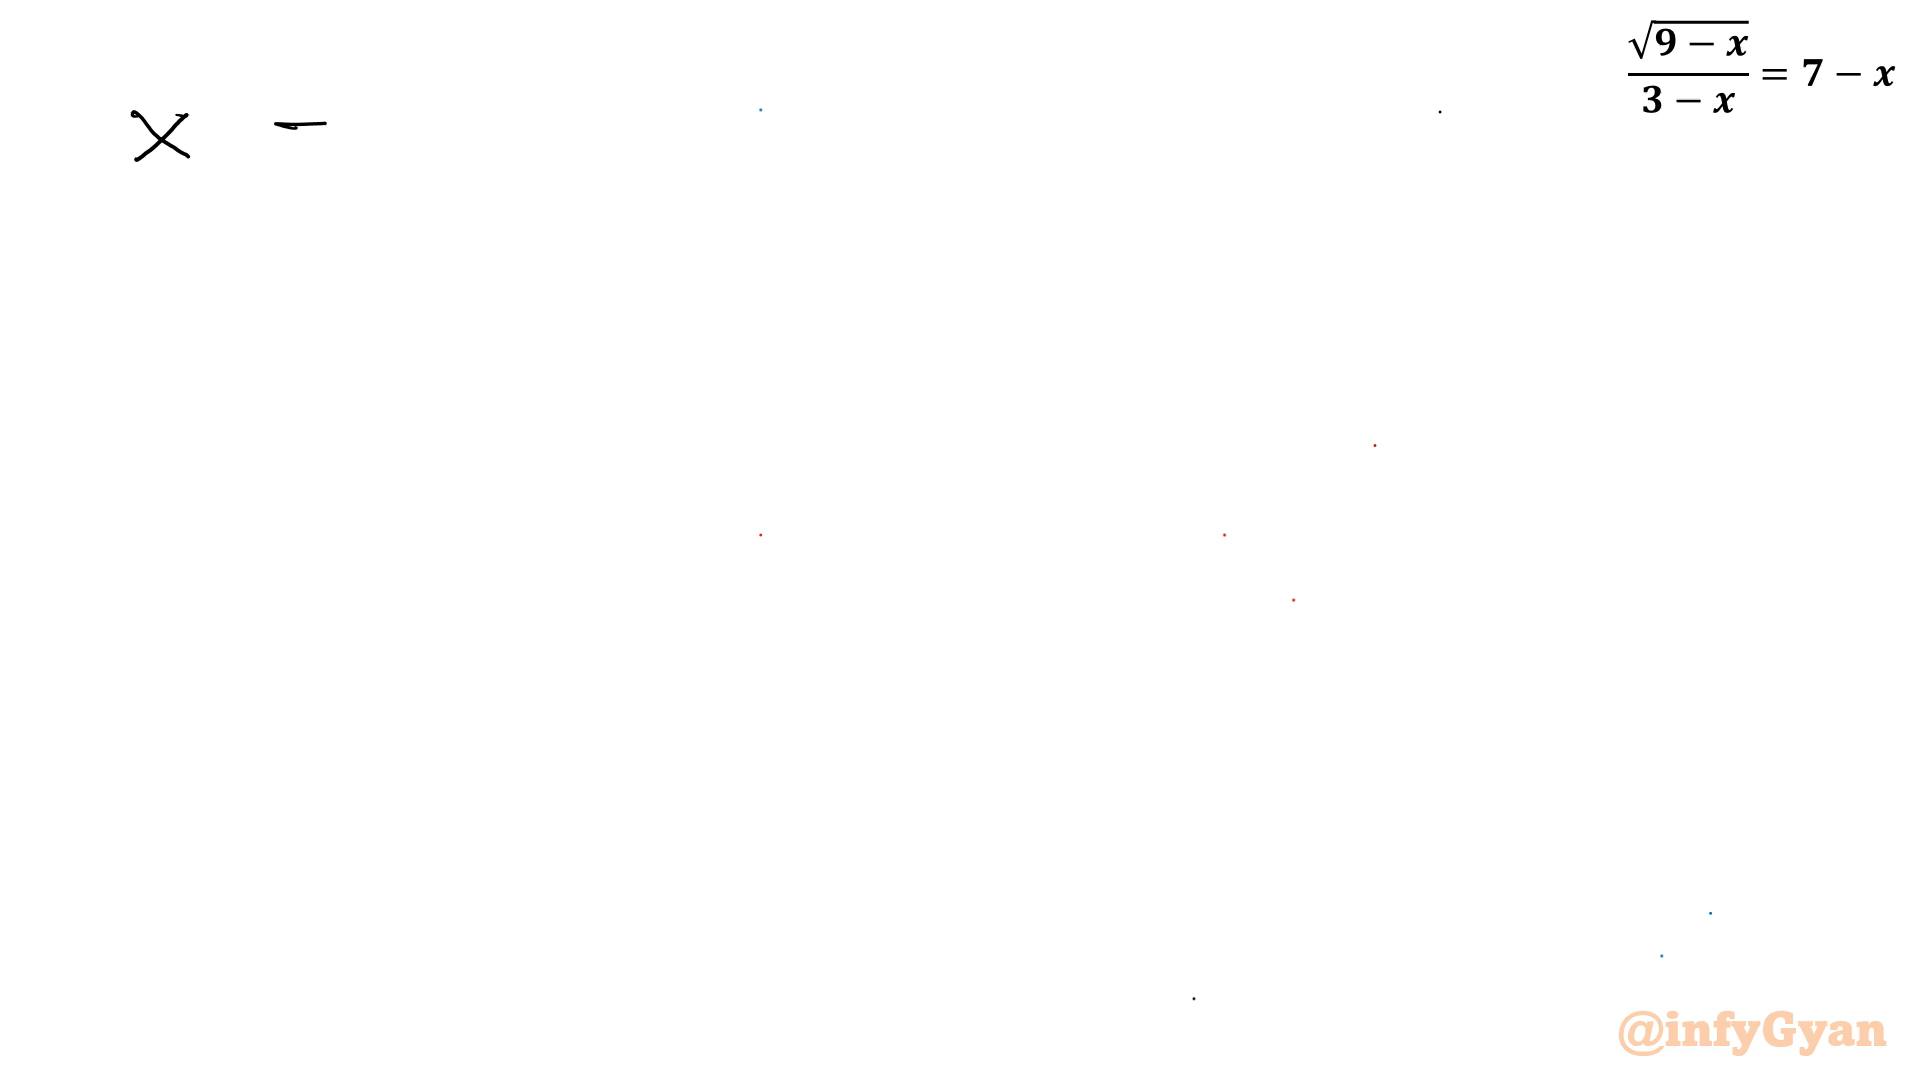 √(9 − x) / (3 − x) = 7 − x
x −
@infyGyan